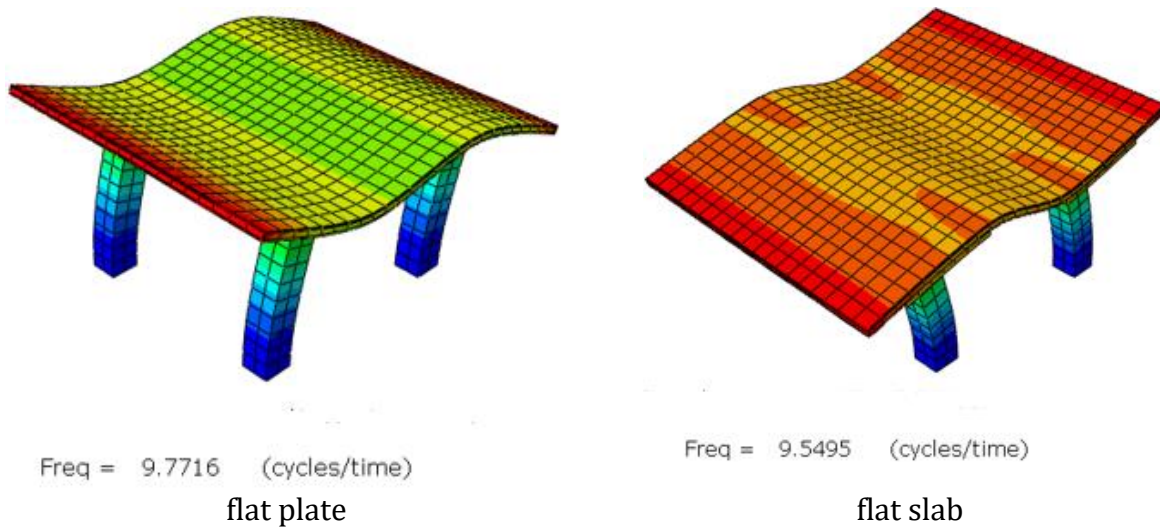 Freq = 9.7716 (cycles/time)
flat plate
Freq = 9.5495 (cycles/time)
flat slab